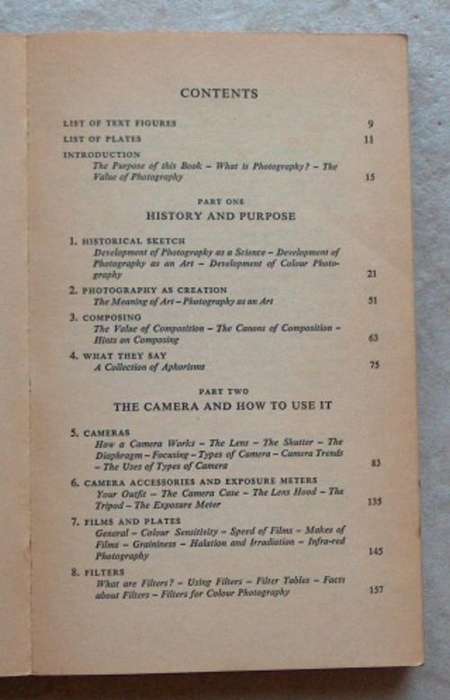 CONTENTS
LIST OF TEXT FIGURES 9
LIST OF PLATES 11
INTRODUCTION
The Purpose of this Book – What is Photography? – The
Value of Photography 15
PART ONE
HISTORY AND PURPOSE
1. HISTORICAL SKETCH
Development of Photography as a Science – Development of
Photography as an Art – Development of Colour Photo-
graphy 21
2. PHOTOGRAPHY AS CREATION
The Meaning of Art – Photography as an Art 51
3. COMPOSING
The Value of Composition – The Canons of Composition –
Hints on Composing 63
4. WHAT THEY SAY
A Collection of Aphorisms 75
PART TWO
THE CAMERA AND HOW TO USE IT
5. CAMERAS
How a Camera Works – The Lens – The Shutter – The
Diaphragm – Focusing – Types of Camera – Camera Trends
– The Uses of Types of Camera 83
6. CAMERA ACCESSORIES AND EXPOSURE METERS
Your Outfit – The Camera Case – The Lens Hood – The
Tripod – The Exposure Meter 135
7. FILMS AND PLATES
General – Colour Sensitivity – Speed of Films – Makes of
Films – Graininess – Halation and Irradiation – Infra-red
Photography 145
8. FILTERS
What are Filters? – Using Filters – Filter Tables – Facts
about Filters – Filters for Colour Photography 157